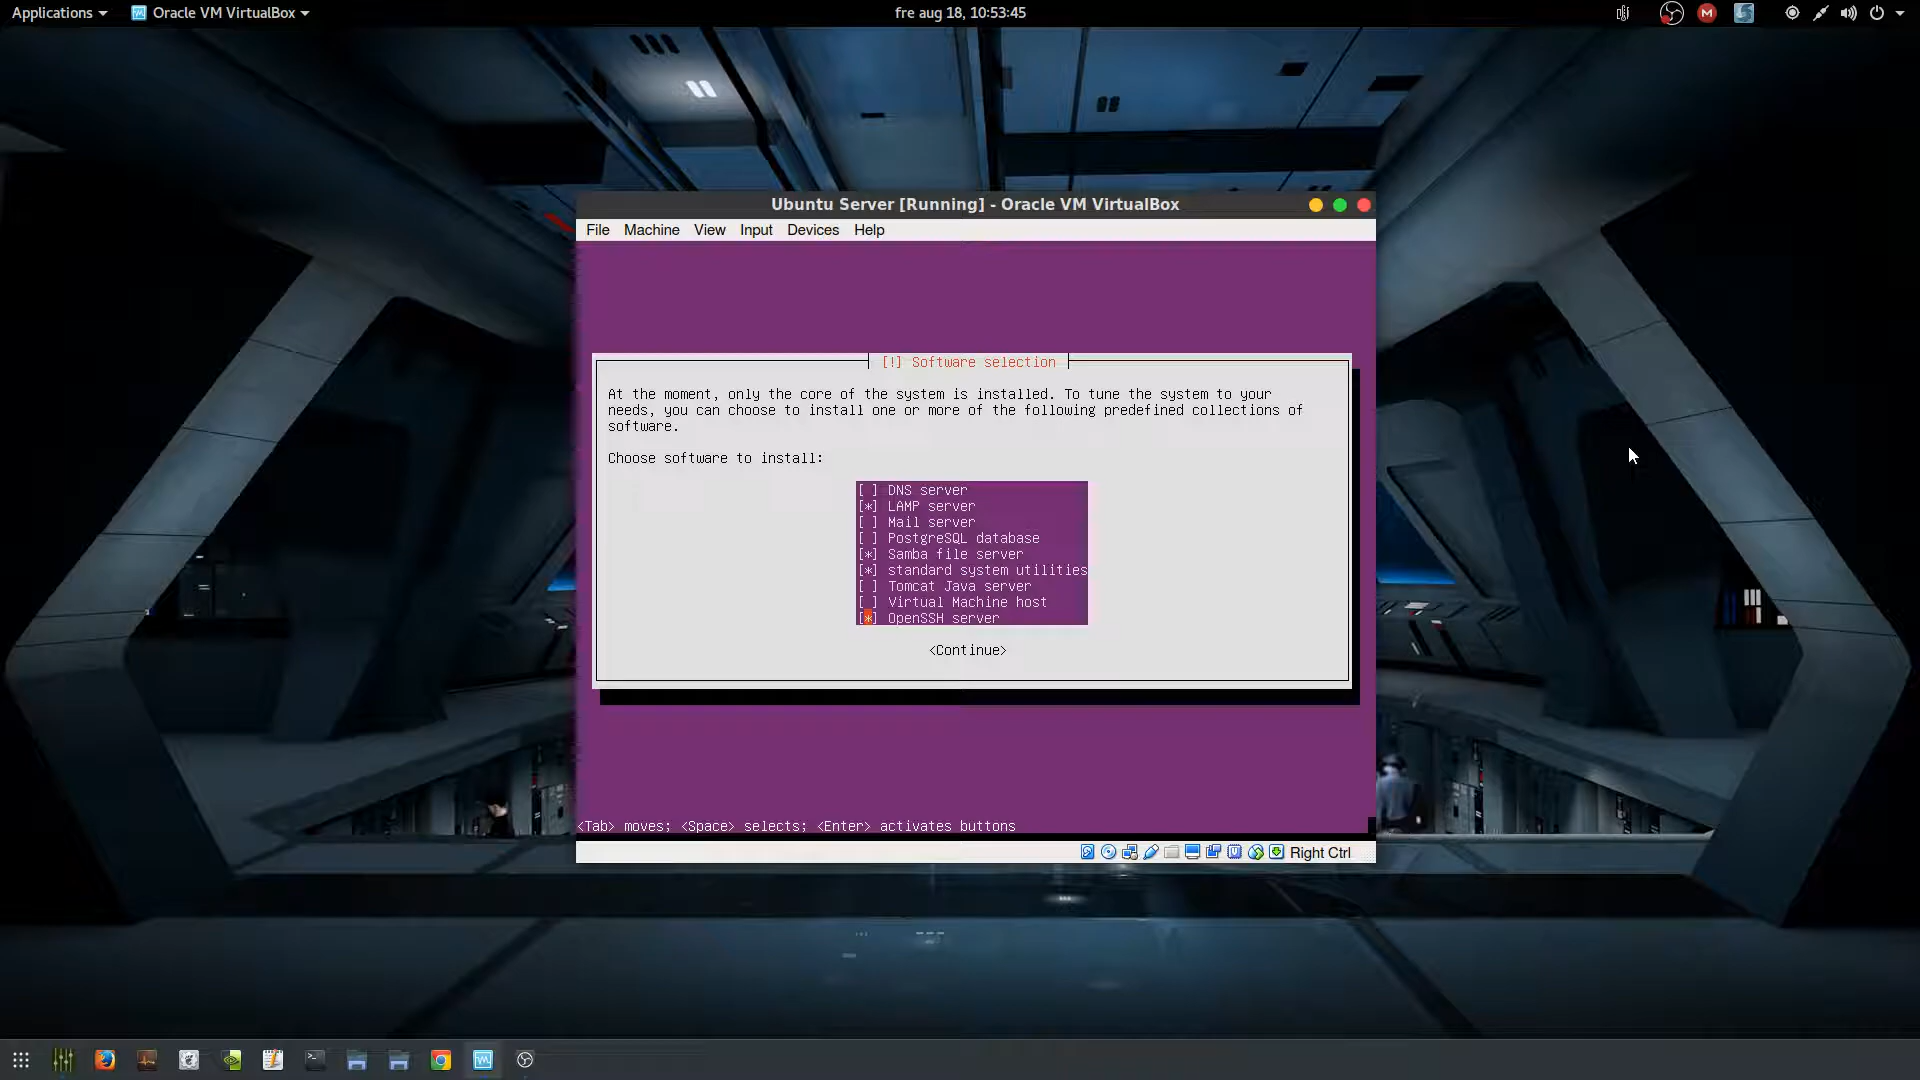 Applications Oracle VM VirtualBox fre aug 18, 10:53:45
Ubuntu Server [Running] - Oracle VM VirtualBox
File Machine View Input Devices Help
[!] Software selection
At the moment, only the core of the system is installed. To tune the system to your
needs, you can choose to install one or more of the following predefined collections of
software.
Choose software to install:
[ ] DNS server
[*] LAMP server
[ ] Mail server
[ ] PostgreSQL database
[*] Samba file server
[*] standard system utilities
[ ] Tomcat Java server
[ ] Virtual Machine host
[*] OpenSSH server
<Continue>
<Tab> moves; <Space> selects; <Enter> activates buttons
Right Ctrl